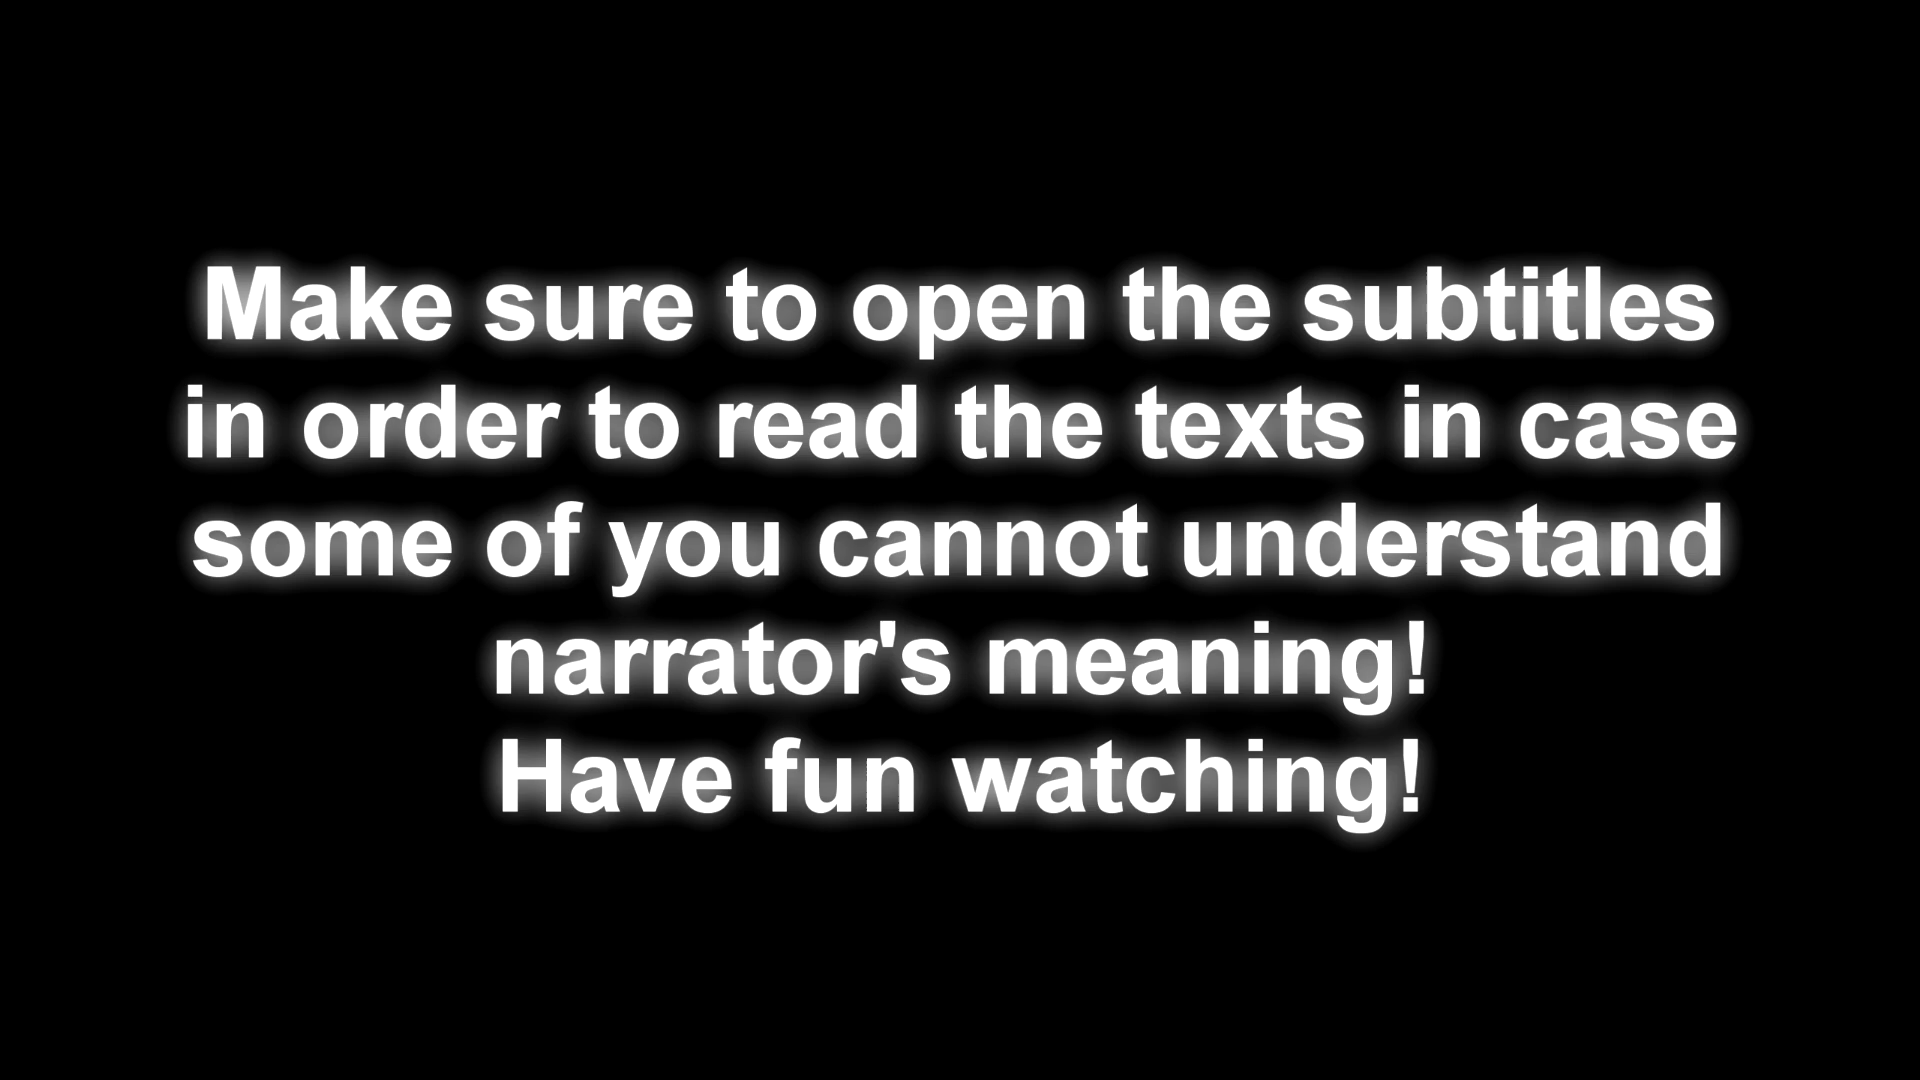 Make sure to open the subtitles
in order to read the texts in case
some of you cannot understand
narrator's meaning!
Have fun watching!